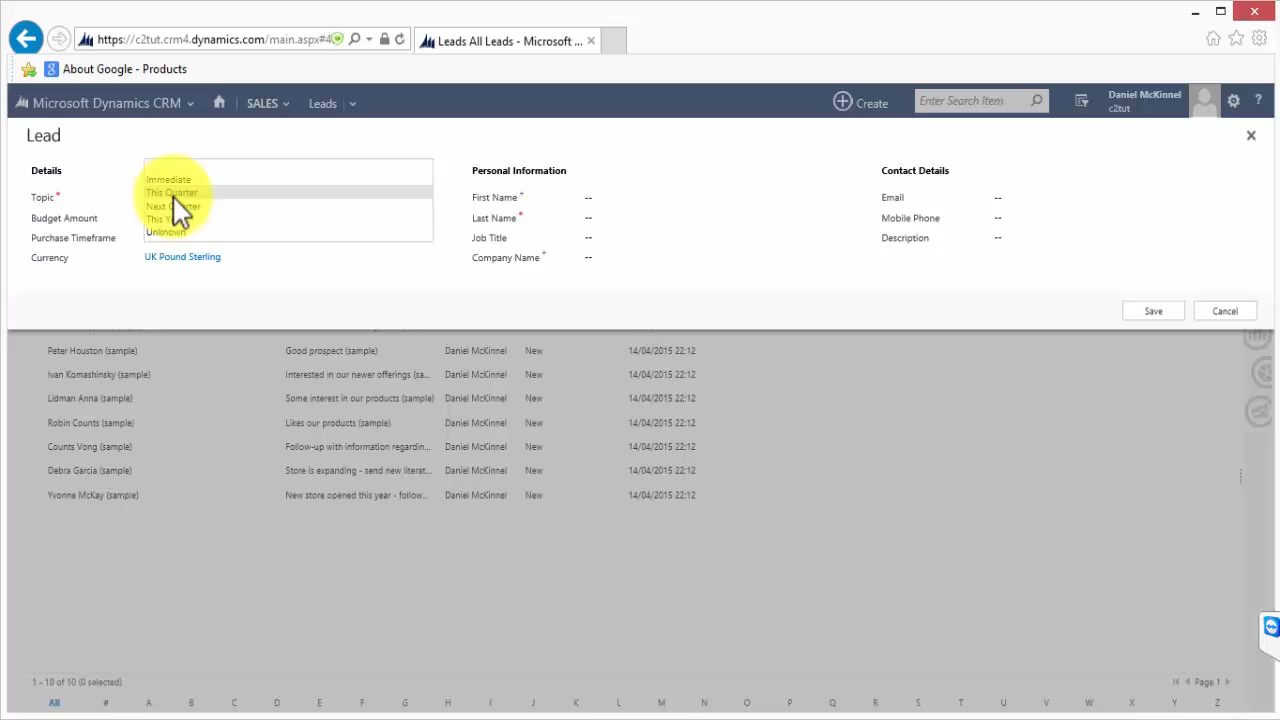 https://c2tut.crm4.dynamics.com/main.aspx#4
Leads All Leads - Microsoft ...
About Google - Products
Microsoft Dynamics CRM
SALES
Leads
Create
Enter Search Item
Daniel McKinnel
c2tut
?
Lead
Details
Topic *
Budget Amount
Purchase Timeframe
Currency
Immediate
This Quarter
Next Quarter
Unknown
UK Pound Sterling
Personal Information
First Name + --
Last Name * --
Job Title --
Company Name + --
Contact Details
Email --
Mobile Phone --
Description --
Save
Cancel
Peter Houston (sample) Good prospect (sample) Daniel McKinnel New 14/04/2015 22:12
Ivan Komashinsky (sample) Interested in our newer offerings (sa... Daniel McKinnel New 14/04/2015 22:12
Lidman Anna (sample) Some interest in our products (sample) Daniel McKinnel New 14/04/2015 22:12
Robin Counts (sample) Likes our products (sample) Daniel McKinnel New 14/04/2015 22:12
Counts Vong (sample) Follow-up with information regardin... Daniel McKinnel New 14/04/2015 22:12
Debra Garcia (sample) Store is expanding - send new literat... Daniel McKinnel New 14/04/2015 22:12
Yvonne McKay (sample) New store opened this year - follow... Daniel McKinnel New 14/04/2015 22:12
1 - 10 of 10 (0 selected)
Page 1
All # A B C D E F G H I J K L M N O P Q R S T U V W X Y Z